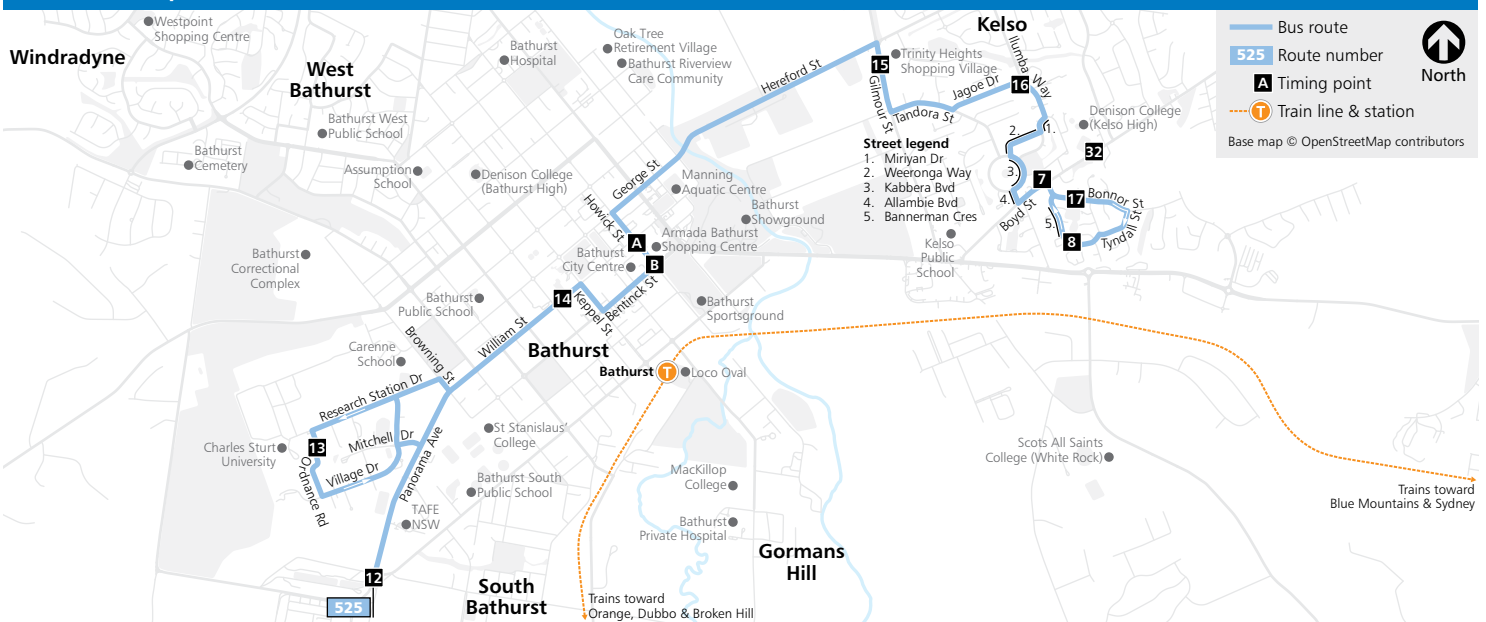 Windradyne
Westpoint
Shopping Centre
West
Bathurst
Bathurst
Hospital
Oak Tree
Retirement Village
Bathurst Riverview
Care Community
Kelso
Trinity Heights
Shopping Village
Ilumba Way
Hereford St
15
Gilmour St
Tandora St
Jagoe Dr
16
Denison College
(Kelso High)
32
Bus route
525 Route number
A Timing point
T Train line & station
Base map © OpenStreetMap contributors
North
Street legend
1. Miriyan Dr
2. Weeronga Way
3. Kabbera Bvd
4. Allambie Bvd
5. Bannerman Cres
1.
2.
3.
4.
5.
7
Boyd St
17
Bonnor St
8
Tyndall St
Kelso
Public
School
Bathurst West
Public School
Bathurst
Cemetery
Assumption
School
Denison College
(Bathurst High)
George St
Howick St
Manning
Aquatic Centre
Bathurst
Showground
A
Armada Bathurst
Shopping Centre
Bathurst
City Centre
B
Bathurst
Correctional
Complex
Bathurst
Public School
14
Keppel St
Bentinck St
Bathurst
Sportsground
William St
Browning St
Bathurst
Carenne
School
Bathurst
T
Loco Oval
Research Station Dr
Charles Sturt
University
13
Mitchell Dr
Ordnance Rd
Village Dr
Panorama Ave
St Stanislaus'
College
Bathurst South
Public School
TAFE
NSW
MacKillop
College
Bathurst
Private Hospital
Scots All Saints
College (White Rock)
Trains toward
Blue Mountains & Sydney
Gormans
Hill
12
525
South
Bathurst
Trains toward
Orange, Dubbo & Broken Hill